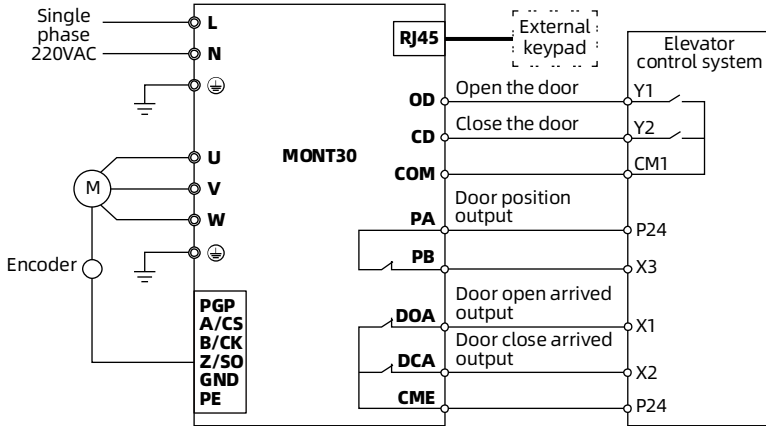 Single
phase
220VAC
L
N
U
V
W
M
Encoder
PGP
A/CS
B/CK
Z/SO
GND
PE
MONT30
RJ45
External
keypad
OD
CD
COM
PA
PB
DOA
DCA
CME
Open the door
Close the door
Door position
output
Door open arrived
output
Door close arrived
output
Elevator
control system
Y1
Y2
CM1
P24
X3
X1
X2
P24